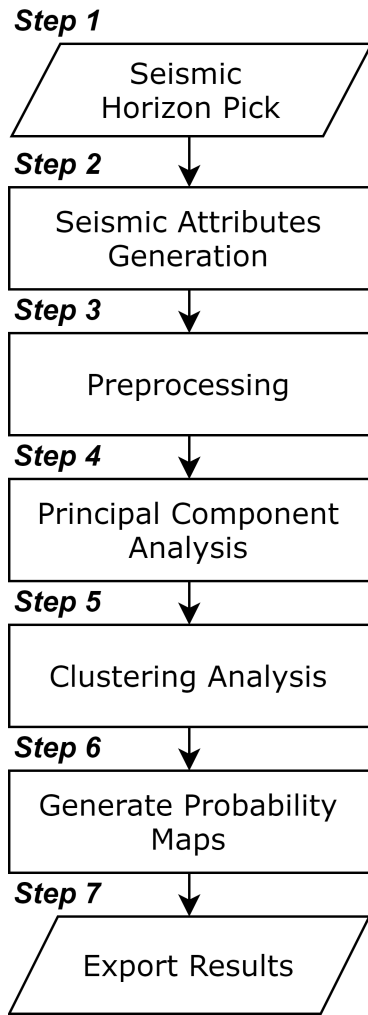 Step 1
Seismic
Horizon Pick
Step 2
Seismic Attributes
Generation
Step 3
Preprocessing
Step 4
Principal Component
Analysis
Step 5
Clustering Analysis
Step 6
Generate Probability
Maps
Step 7
Export Results